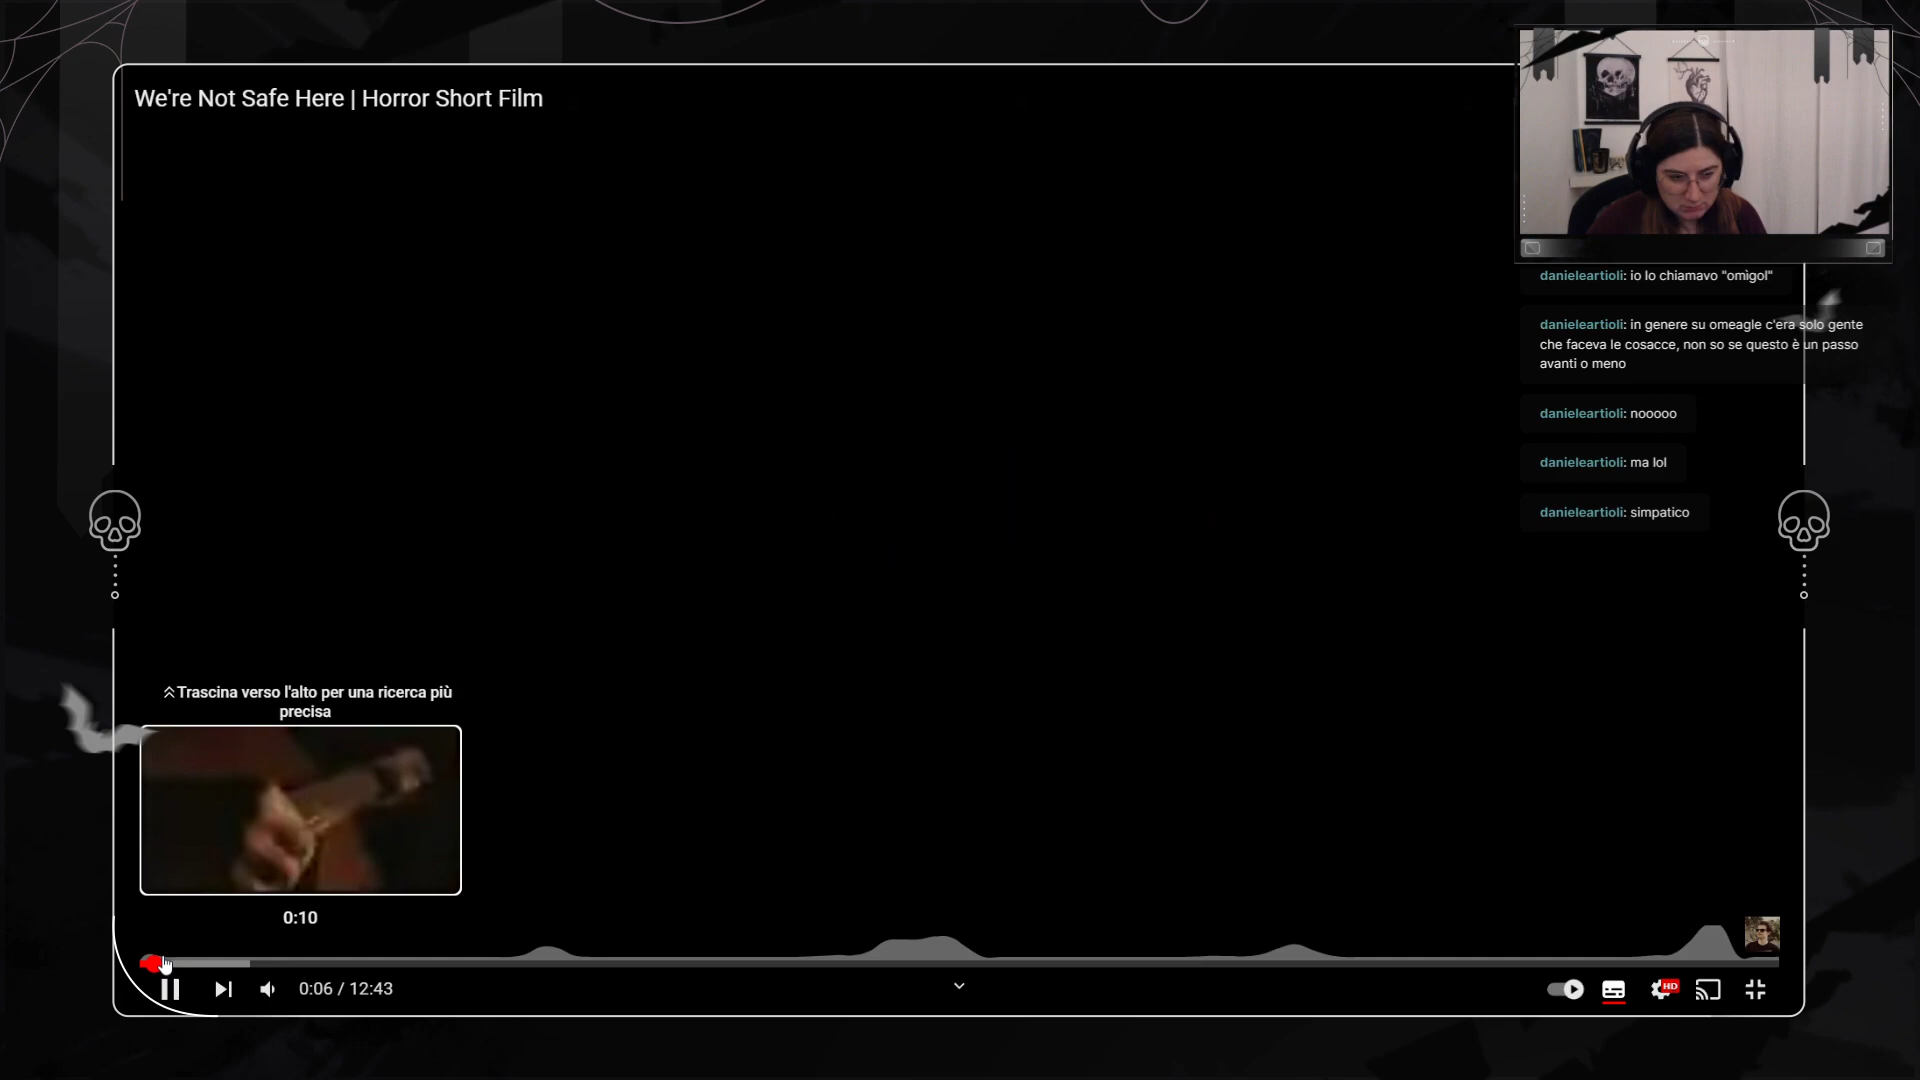 We're Not Safe Here | Horror Short Film
danieleartioli: io lo chiamavo "omìgol"
danieleartioli: in genere su omeagle c'era solo gente
che faceva le cosacce, non so se questo è un passo
avanti o meno
danieleartioli: nooooo
danieleartioli: ma lol
danieleartioli: simpatico
Trascina verso l'alto per una ricerca più
precisa
0:10
0:06 / 12:43
HD